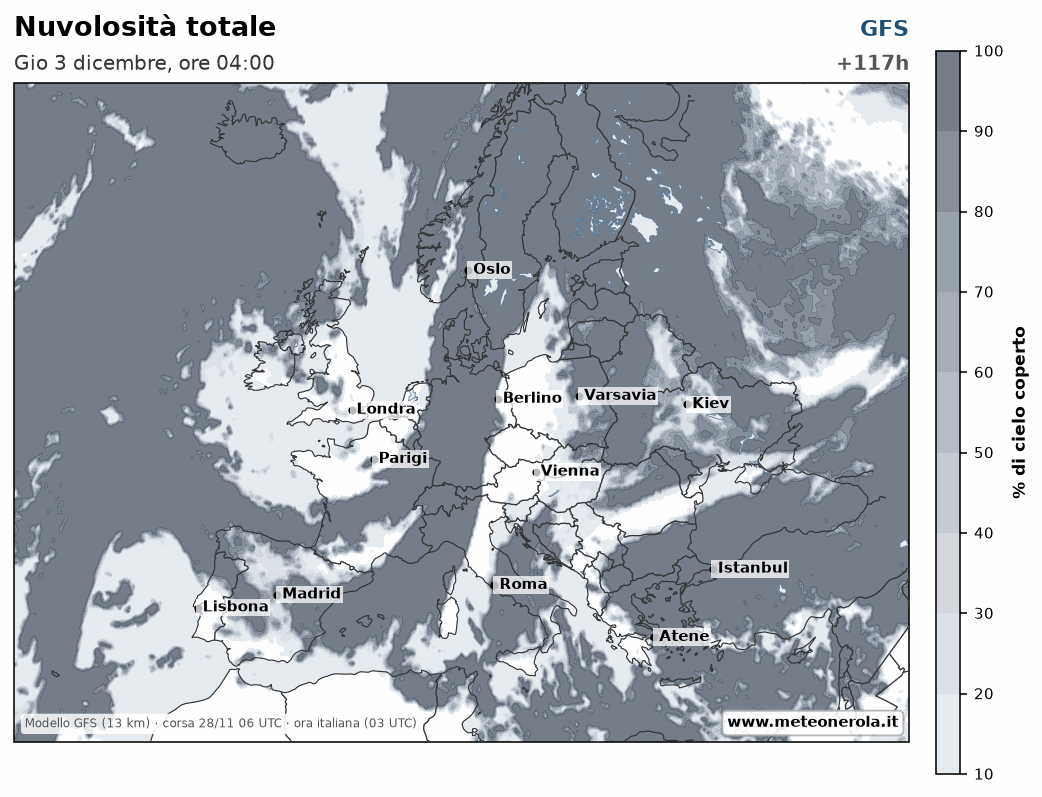 Nuvolosità totale
GFS
Gio 3 dicembre, ore 04:00
+117h
Oslo
Londra
Berlino
Varsavia
Kiev
Parigi
Vienna
Istanbul
Roma
Madrid
Lisbona
Atene
Modello GFS (13 km) · corsa 28/11 06 UTC · ora italiana (03 UTC)
www.meteonerola.it
100
90
80
70
60
50
40
30
20
10
% di cielo coperto